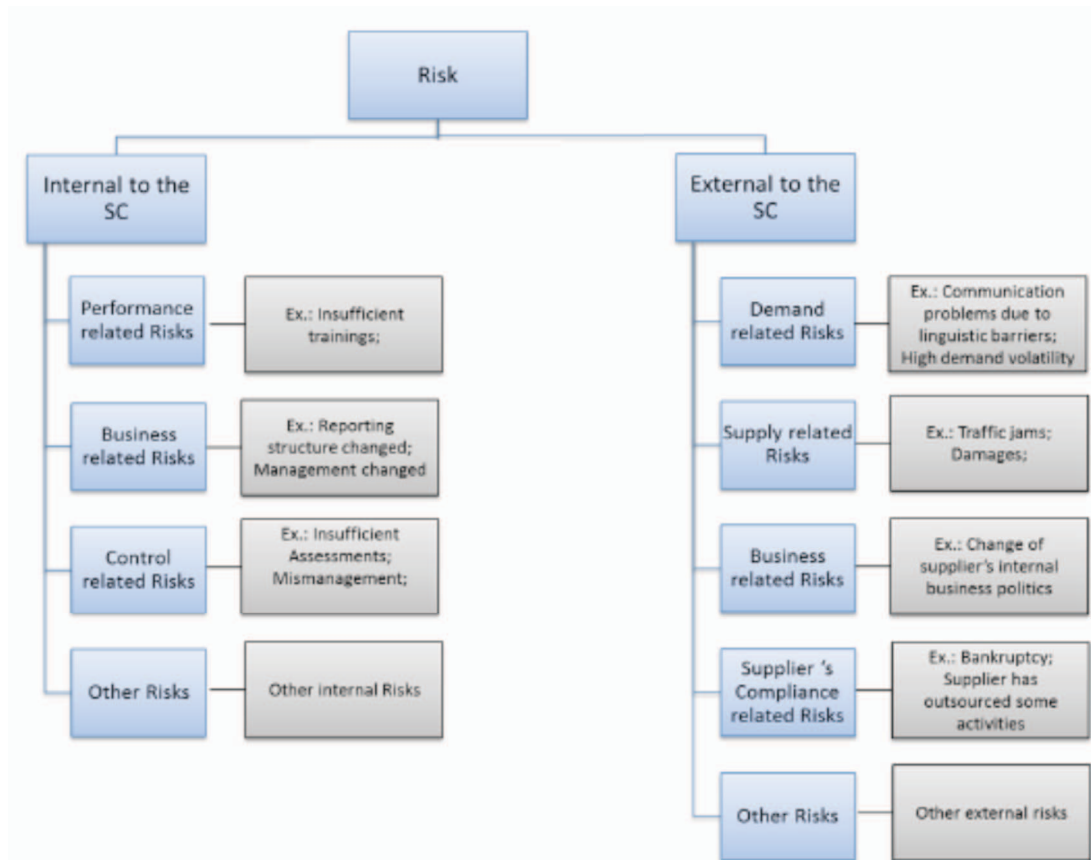 Risk
Internal to the
SC
Performance
related Risks
Ex.: Insufficient
trainings;
Business
related Risks
Ex.: Reporting
structure changed;
Management changed
Control
related Risks
Ex.: Insufficient
Assessments;
Mismanagement;
Other Risks
Other internal Risks
External to the
SC
Demand
related Risks
Ex.: Communication
problems due to
linguistic barriers;
High demand volatility
Supply related
Risks
Ex.: Traffic jams;
Damages;
Business
related Risks
Ex.: Change of
supplier's internal
business politics
Supplier 's
Compliance
related Risks
Ex.: Bankruptcy;
Supplier has
outsourced some
activities
Other Risks
Other external risks